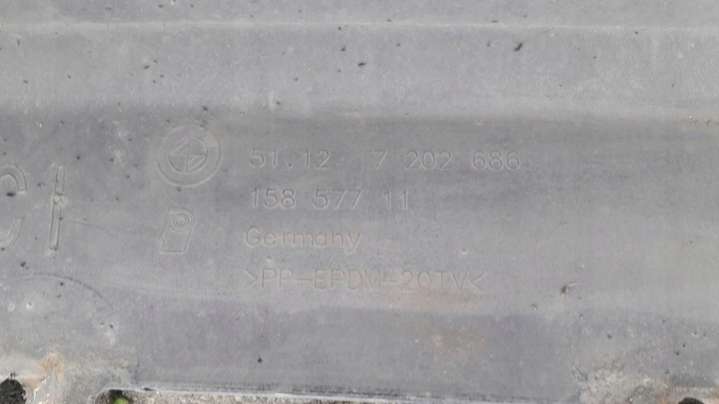 51.12 - 7 202 686
158 577 11
Germany
>PP-EPDM-20TV<